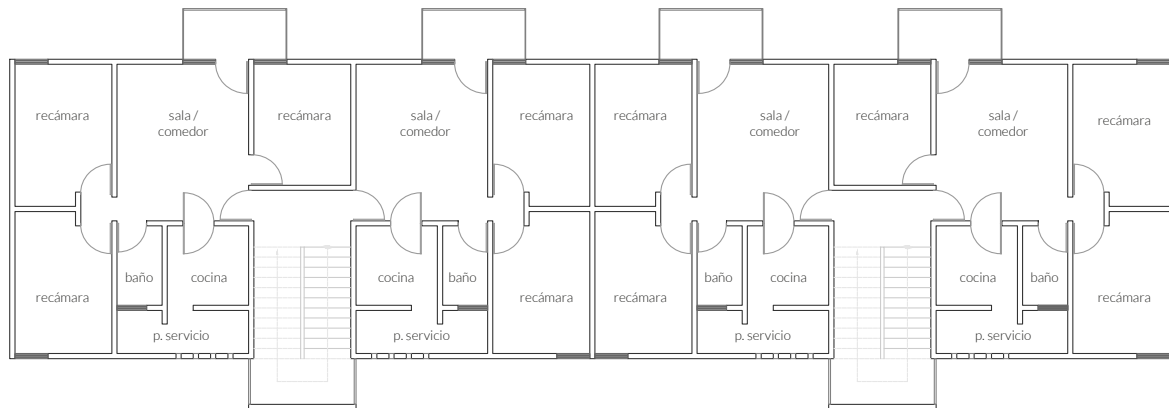 recámara
sala /
comedor
recámara
sala /
comedor
recámara
recámara
sala /
comedor
recámara
sala /
comedor
recámara
recámara
baño
cocina
cocina
baño
recámara
recámara
baño
cocina
cocina
baño
recámara
p. servicio
p. servicio
p. servicio
p. servicio